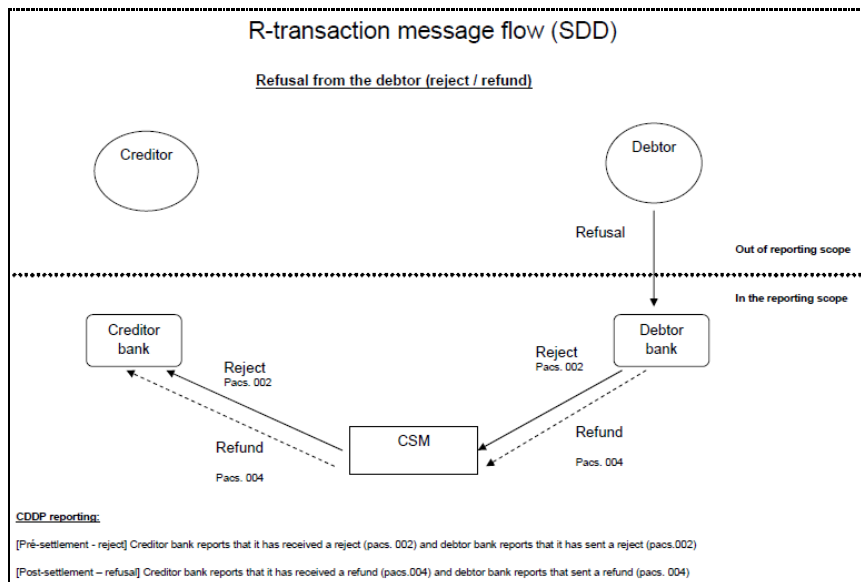 R-transaction message flow (SDD)
Refusal from the debtor (reject / refund)
Creditor
Debtor
Refusal
Out of reporting scope
In the reporting scope
Creditor
bank
Debtor
bank
Reject
Pacs. 002
Reject
Pacs. 002
Refund
Pacs. 004
CSM
Refund
Pacs. 004
CDDP reporting:
[Pré-settlement - reject] Creditor bank reports that it has received a reject (pacs. 002) and debtor bank reports that it has sent a reject (pacs.002)
[Post-settlement – refusal] Creditor bank reports that it has received a refund (pacs.004) and debtor bank reports that sent a refund (pacs. 004)